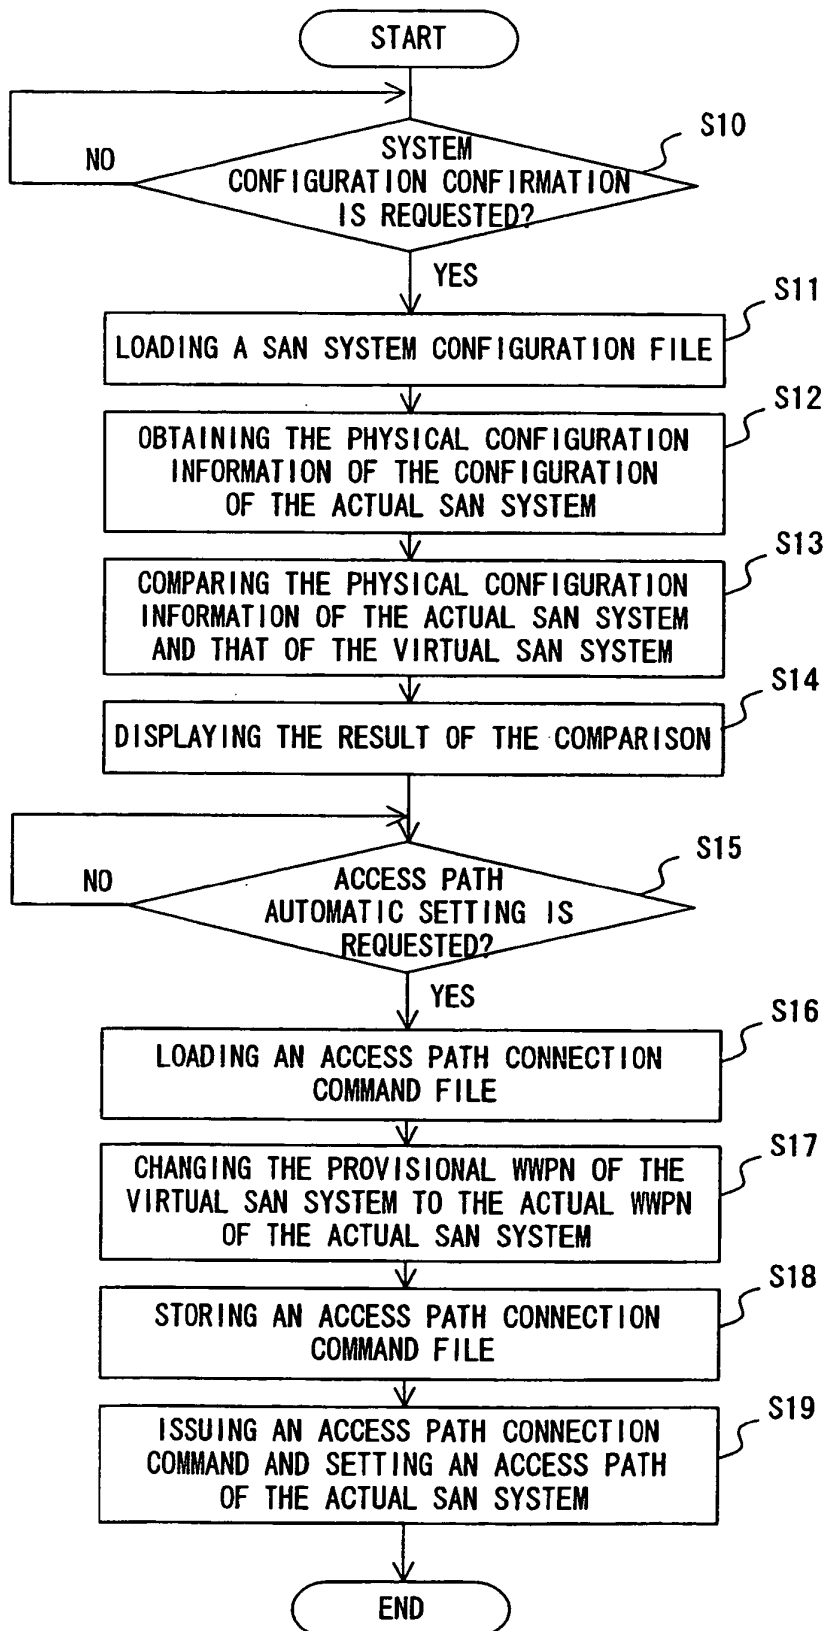 START
S10
NO
SYSTEM
CONFIGURATION CONFIRMATION
IS REQUESTED?
YES
S11
LOADING A SAN SYSTEM CONFIGURATION FILE
S12
OBTAINING THE PHYSICAL CONFIGURATION
INFORMATION OF THE CONFIGURATION
OF THE ACTUAL SAN SYSTEM
S13
COMPARING THE PHYSICAL CONFIGURATION
INFORMATION OF THE ACTUAL SAN SYSTEM
AND THAT OF THE VIRTUAL SAN SYSTEM
S14
DISPLAYING THE RESULT OF THE COMPARISON
S15
NO
ACCESS PATH
AUTOMATIC SETTING IS
REQUESTED?
YES
S16
LOADING AN ACCESS PATH CONNECTION
COMMAND FILE
S17
CHANGING THE PROVISIONAL WWPN OF THE
VIRTUAL SAN SYSTEM TO THE ACTUAL WWPN
OF THE ACTUAL SAN SYSTEM
S18
STORING AN ACCESS PATH CONNECTION
COMMAND FILE
S19
ISSUING AN ACCESS PATH CONNECTION
COMMAND AND SETTING AN ACCESS PATH
OF THE ACTUAL SAN SYSTEM
END